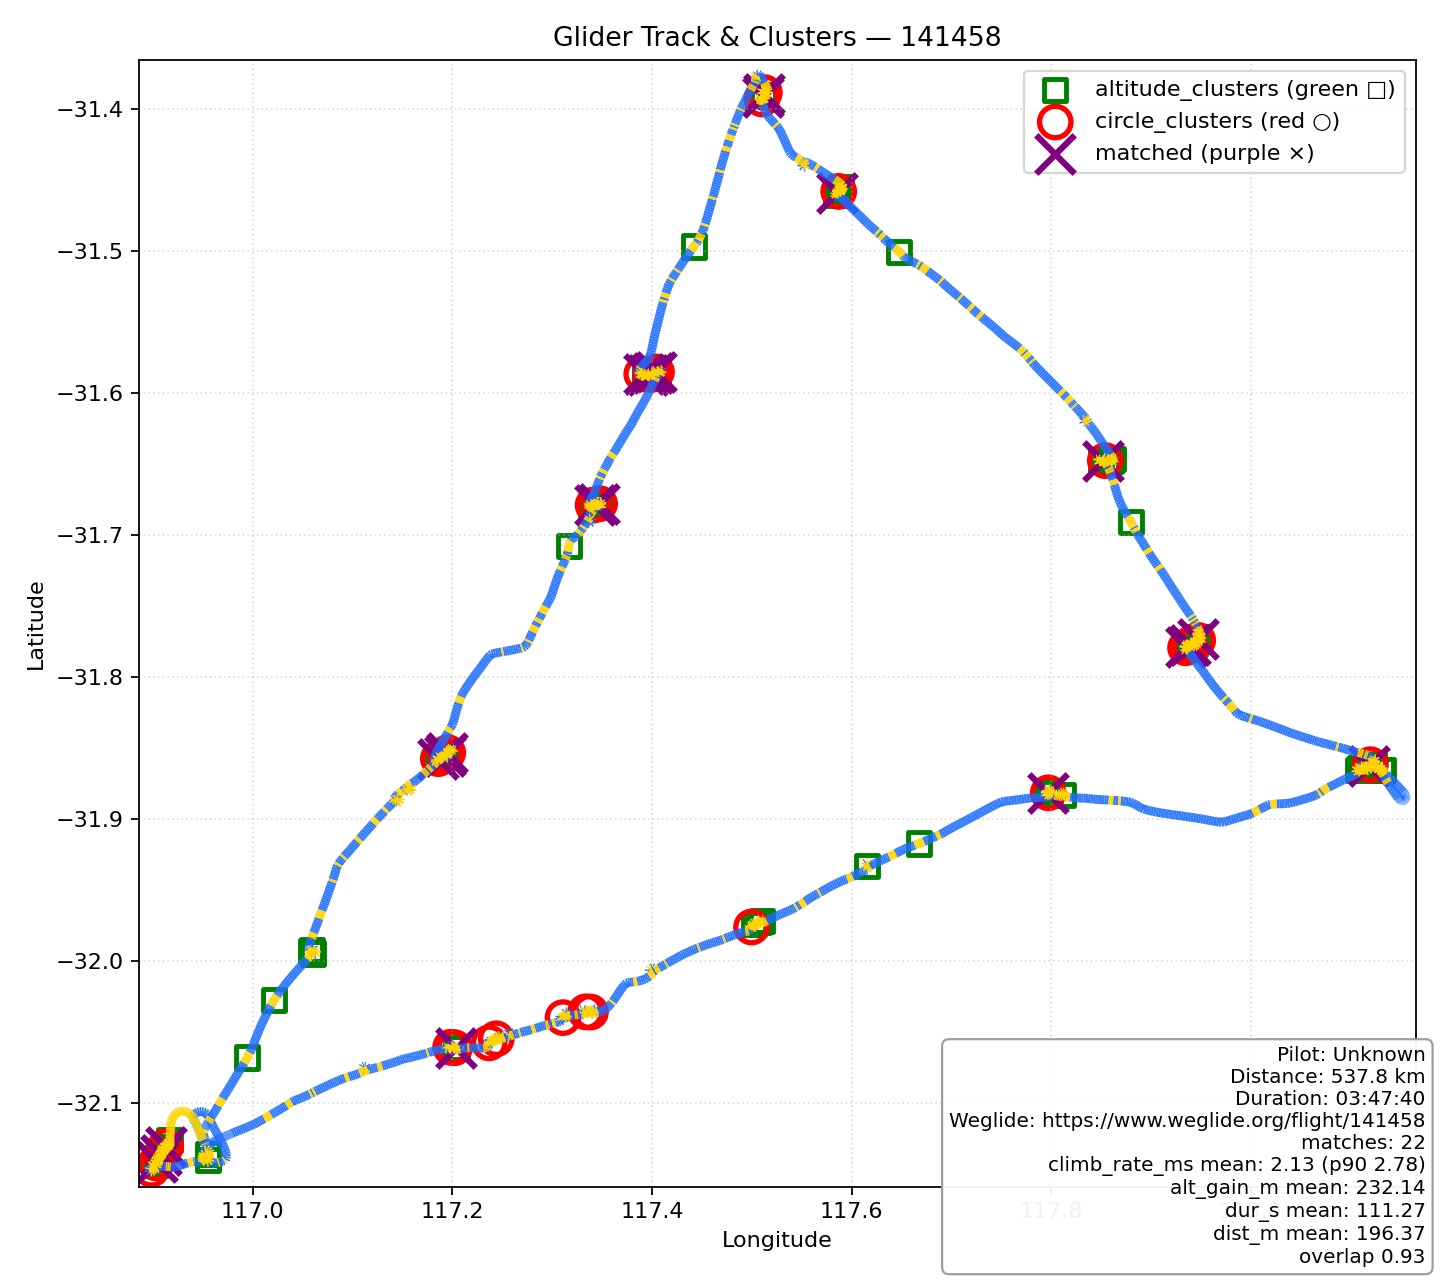 Glider Track & Clusters — 141458
altitude_clusters (green □)
circle_clusters (red ○)
matched (purple ×)
−31.4
−31.5
−31.6
−31.7
−31.8
−31.9
−32.0
−32.1
Latitude
117.0
117.2
117.4
117.6
117.8
Longitude
Pilot: Unknown
Distance: 537.8 km
Duration: 03:47:40
Weglide: https://www.weglide.org/flight/141458
matches: 22
climb_rate_ms mean: 2.13 (p90 2.78)
alt_gain_m mean: 232.14
dur_s mean: 111.27
dist_m mean: 196.37
overlap 0.93